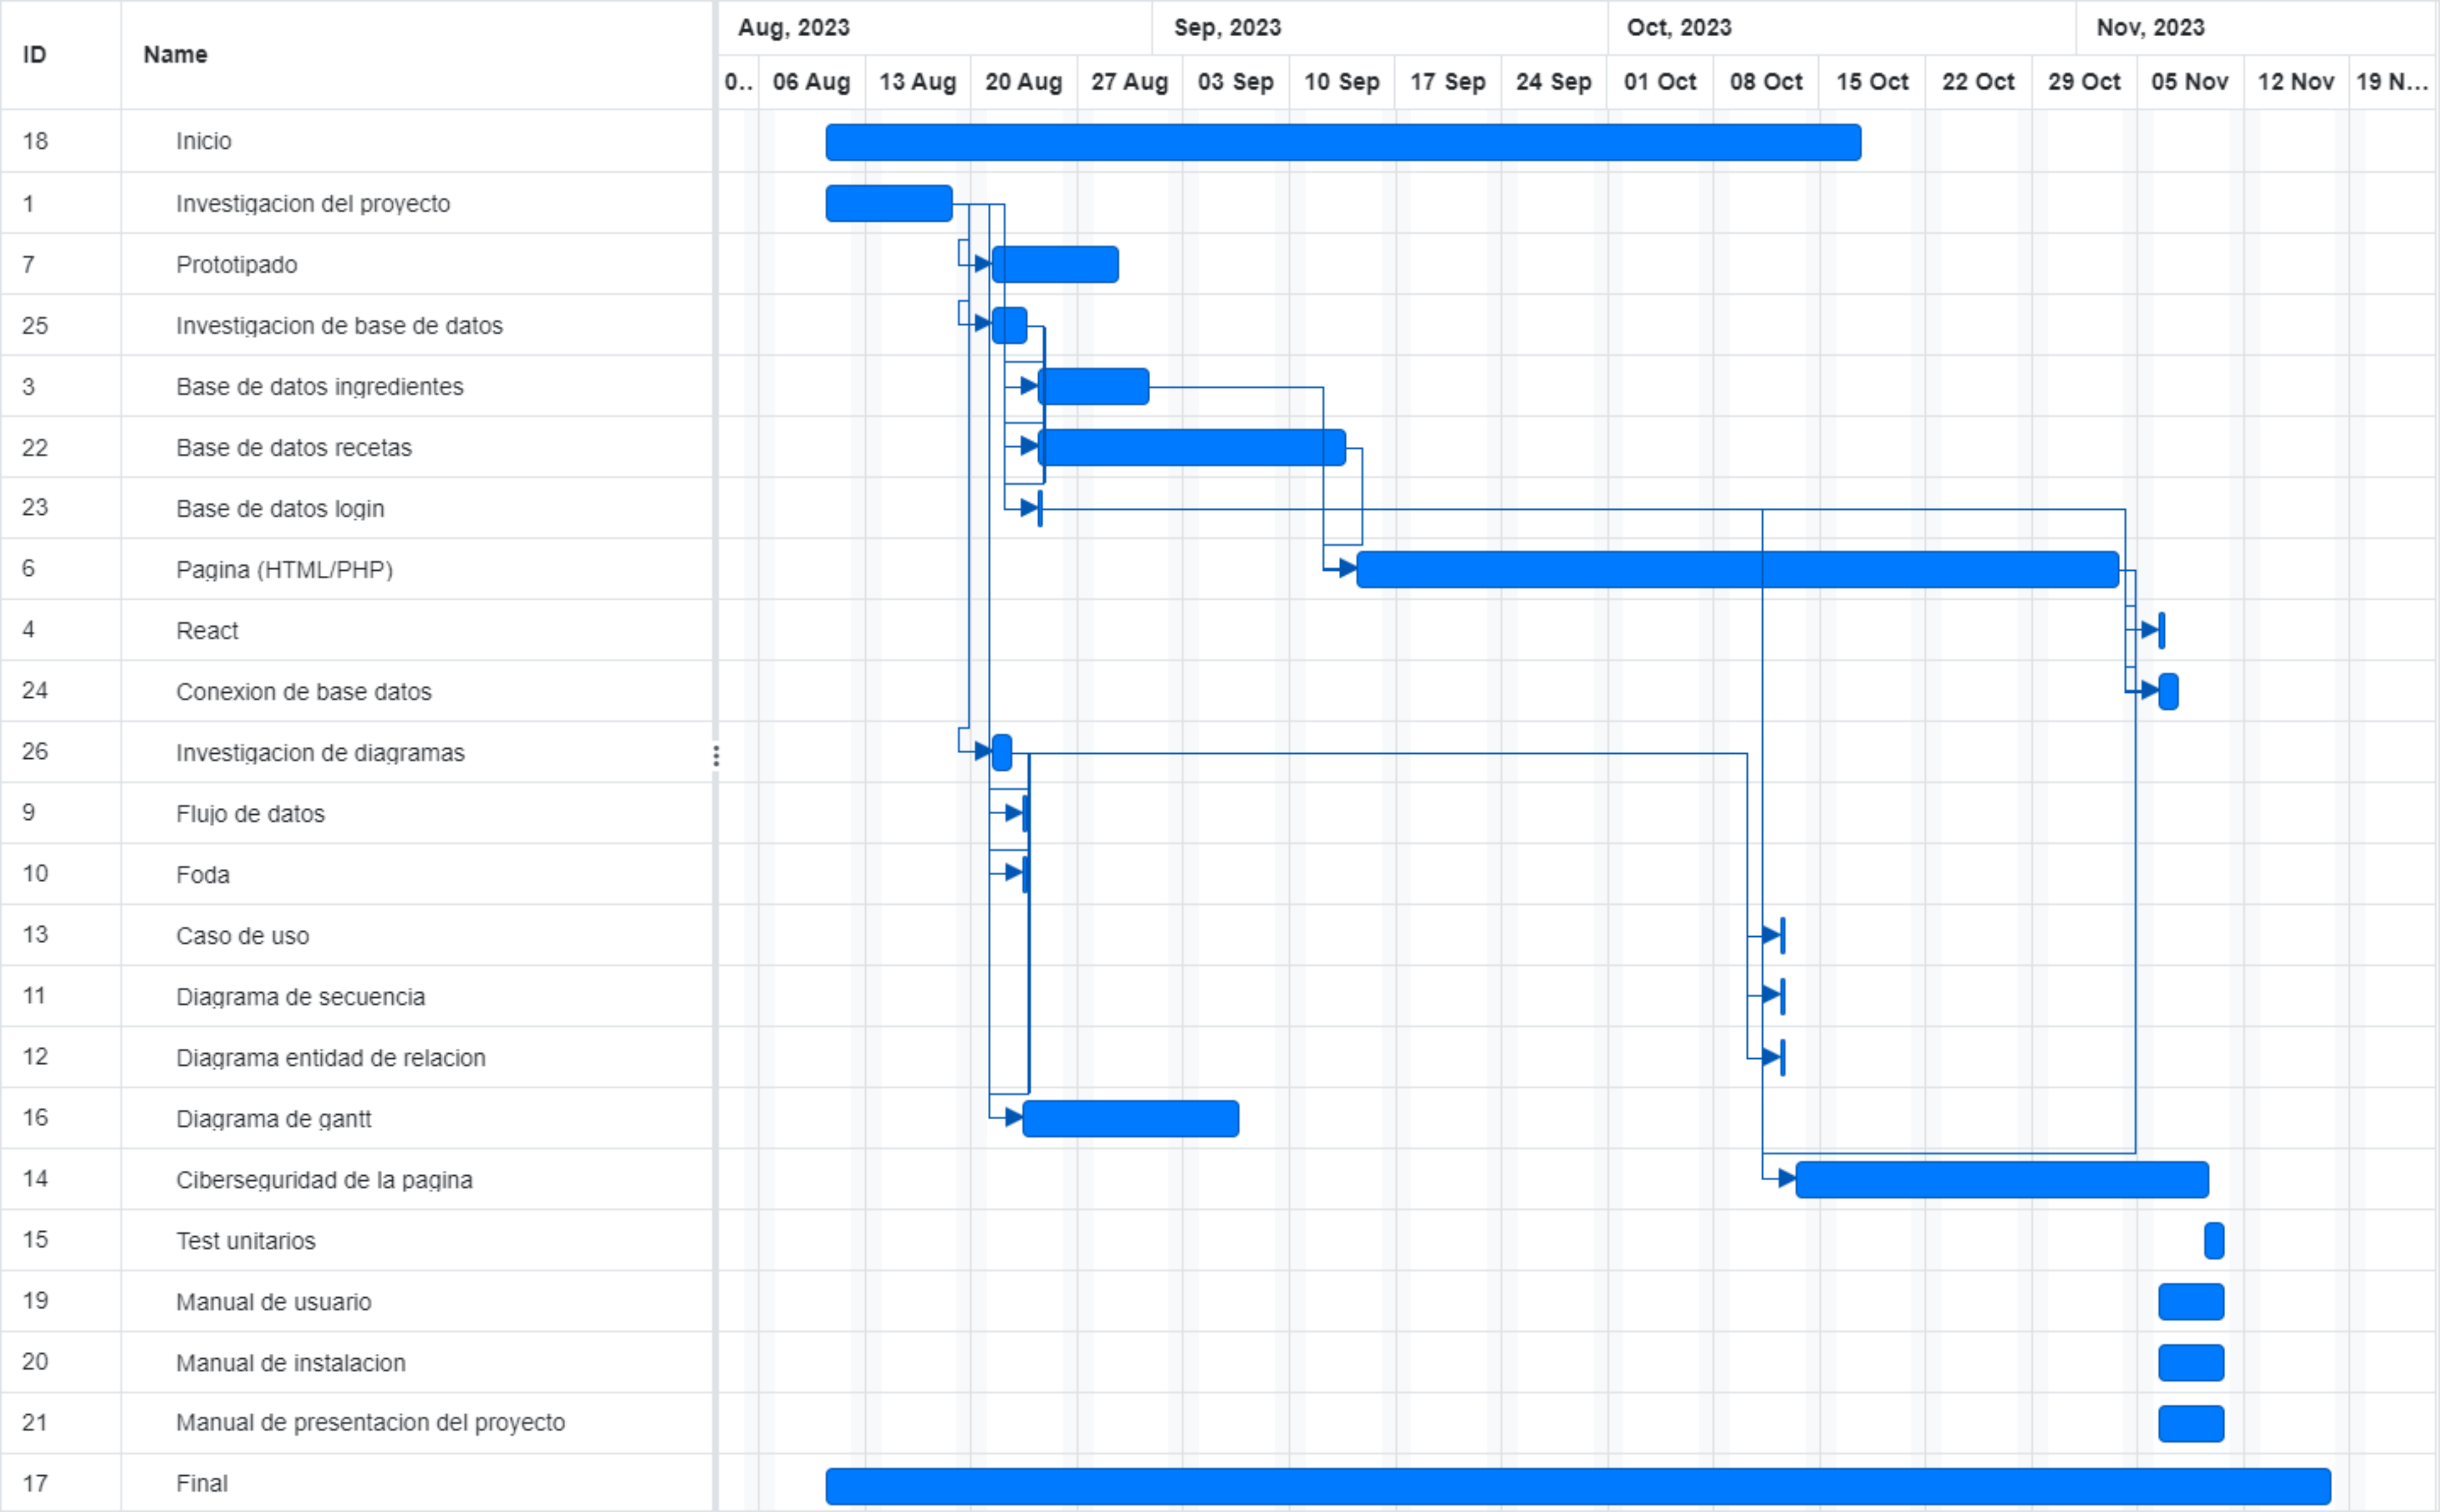 ID Name Aug, 2023 Sep, 2023 Oct, 2023 Nov, 2023
0.. 06 Aug 13 Aug 20 Aug 27 Aug 03 Sep 10 Sep 17 Sep 24 Sep 01 Oct 08 Oct 15 Oct 22 Oct 29 Oct 05 Nov 12 Nov 19 N...
18 Inicio
1 Investigacion del proyecto
7 Prototipado
25 Investigacion de base de datos
3 Base de datos ingredientes
22 Base de datos recetas
23 Base de datos login
6 Pagina (HTML/PHP)
4 React
24 Conexion de base datos
26 Investigacion de diagramas
9 Flujo de datos
10 Foda
13 Caso de uso
11 Diagrama de secuencia
12 Diagrama entidad de relacion
16 Diagrama de gantt
14 Ciberseguridad de la pagina
15 Test unitarios
19 Manual de usuario
20 Manual de instalacion
21 Manual de presentacion del proyecto
17 Final